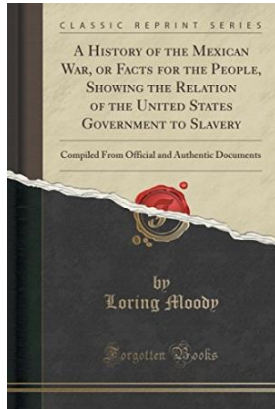 CLASSIC REPRINT SERIES
A HISTORY OF THE MEXICAN
WAR, OR FACTS FOR THE PEOPLE,
SHOWING THE RELATION
OF THE UNITED STATES
GOVERNMENT TO SLAVERY
Compiled From Official and Authentic Documents
by
Loring Moody
Forgotten Books